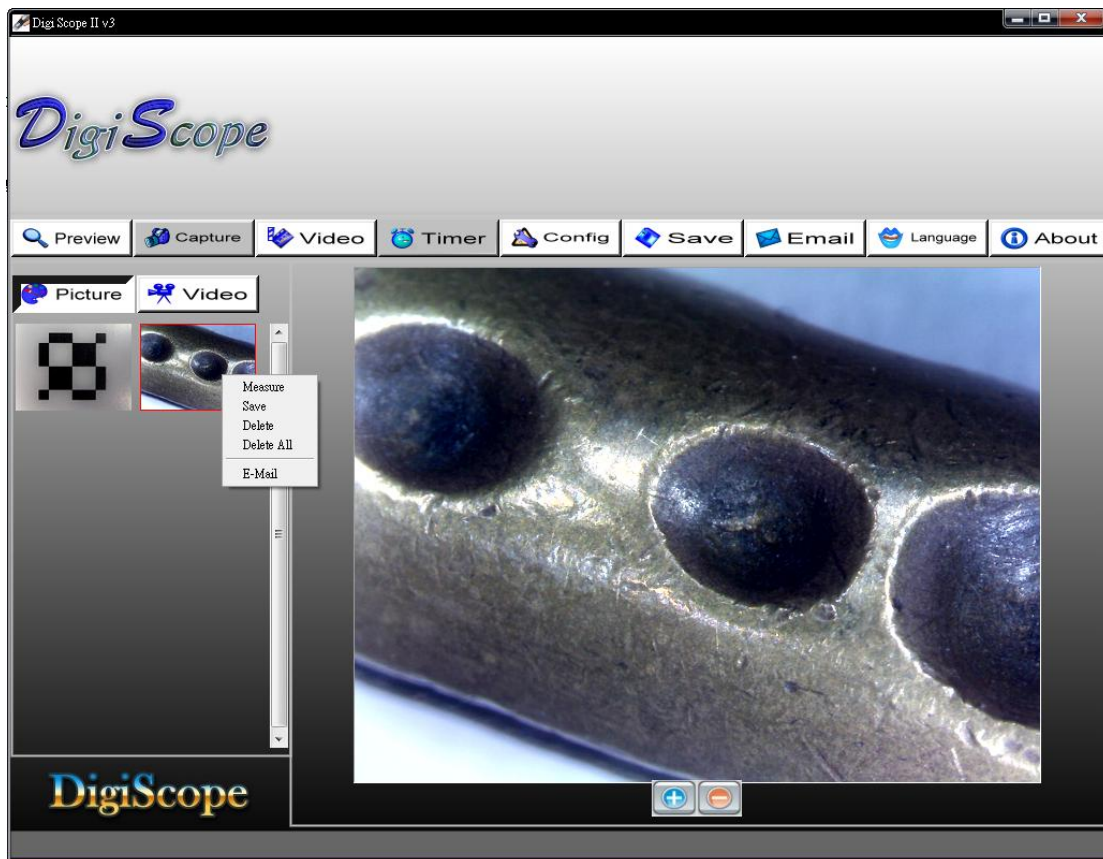 Digi Scope II v3
DigiScope
Preview Capture Video Timer Config Save Email Language About
Picture Video
Measure
Save
Delete
Delete All
E-Mail
DigiScope